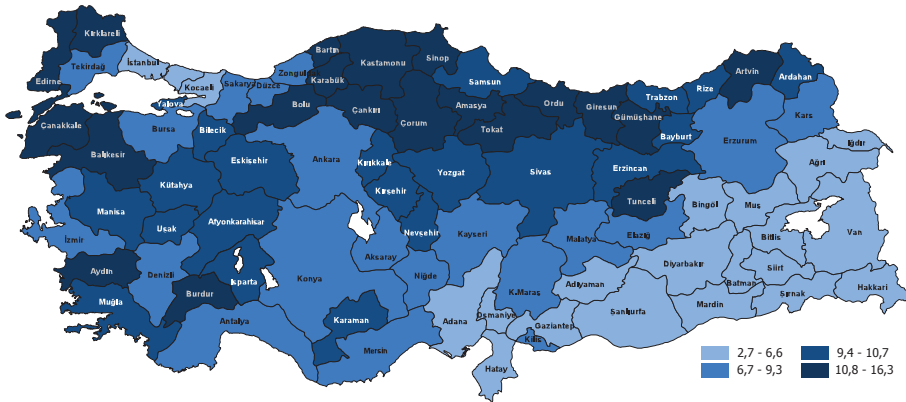 Kırklareli
Edirne
Tekirdağ
İstanbul
Kocaeli
Yalova
Sakarya
Düzce
Zonguldak
Bartın
Karabük
Kastamonu
Sinop
Samsun
Bolu
Çankırı
Çorum
Amasya
Tokat
Ordu
Giresun
Gümüşhane
Trabzon
Rize
Artvin
Ardahan
Kars
Bayburt
Erzurum
Iğdır
Ağrı
Çanakkale
Balıkesir
Bursa
Bilecik
Eskişehir
Ankara
Kırıkkale
Kırşehir
Yozgat
Sivas
Erzincan
Tunceli
Bingöl
Muş
Bitlis
Van
Kütahya
Manisa
Uşak
Afyonkarahisar
İzmir
Aydın
Denizli
Muğla
Burdur
Isparta
Antalya
Konya
Karaman
Mersin
Aksaray
Nevşehir
Niğde
Kayseri
Malatya
Elazığ
K.Maraş
Adana
Osmaniye
Hatay
Gaziantep
Kilis
Adıyaman
Şanlıurfa
Diyarbakır
Mardin
Batman
Siirt
Şırnak
Hakkari
2,7 - 6,6
6,7 - 9,3
9,4 - 10,7
10,8 - 16,3